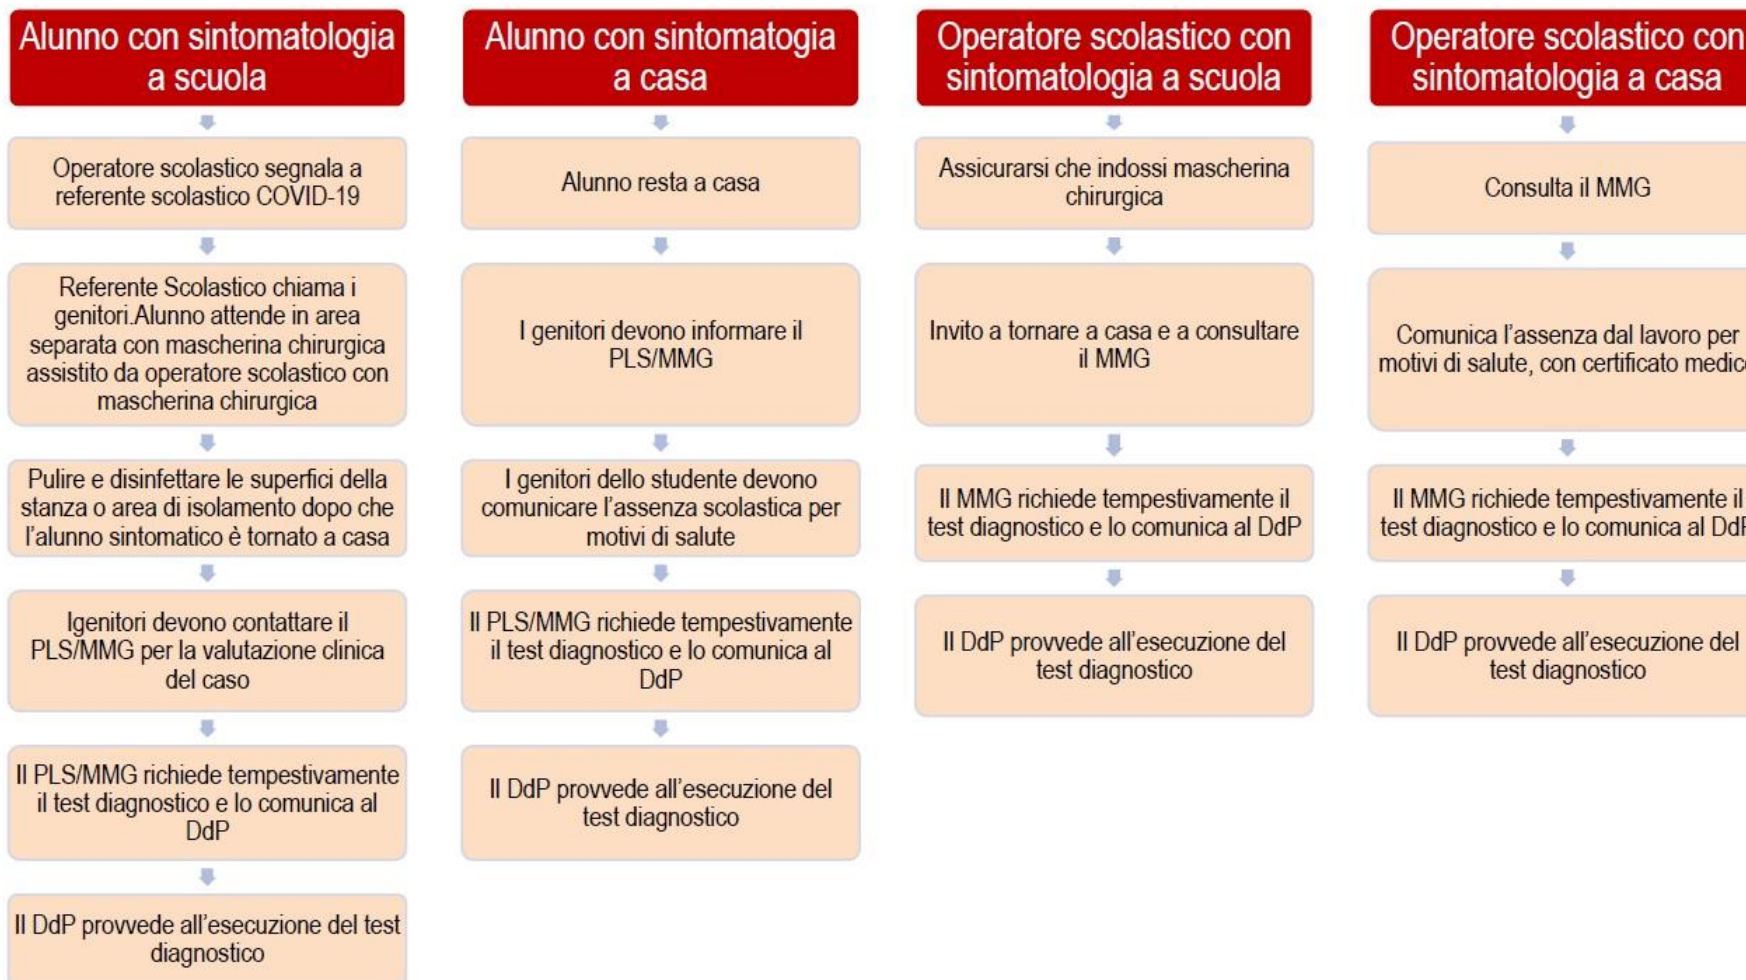 Alunno con sintomatologia
a scuola
Operatore scolastico segnala a
referente scolastico COVID-19
Referente Scolastico chiama i
genitori.Alunno attende in area
separata con mascherina chirurgica
assistito da operatore scolastico con
mascherina chirurgica
Pulire e disinfettare le superfici della
stanza o area di isolamento dopo che
l'alunno sintomatico è tornato a casa
Igenitori devono contattare il
PLS/MMG per la valutazione clinica
del caso
Il PLS/MMG richiede tempestivamente
il test diagnostico e lo comunica al
DdP
Il DdP provvede all'esecuzione del test
diagnostico
Alunno con sintomatogia
a casa
Alunno resta a casa
I genitori devono informare il
PLS/MMG
I genitori dello studente devono
comunicare l'assenza scolastica per
motivi di salute
Il PLS/MMG richiede tempestivamente
il test diagnostico e lo comunica al
DdP
Il DdP provvede all'esecuzione del
test diagnostico
Operatore scolastico con
sintomatologia a scuola
Assicurarsi che indossi mascherina
chirurgica
Invito a tornare a casa e a consultare
il MMG
Il MMG richiede tempestivamente il
test diagnostico e lo comunica al DdP
Il DdP provvede all'esecuzione del
test diagnostico
Operatore scolastico con
sintomatologia a casa
Consulta il MMG
Comunica l'assenza dal lavoro per
motivi di salute, con certificato medico
Il MMG richiede tempestivamente il
test diagnostico e lo comunica al DdP
Il DdP provvede all'esecuzione del
test diagnostico